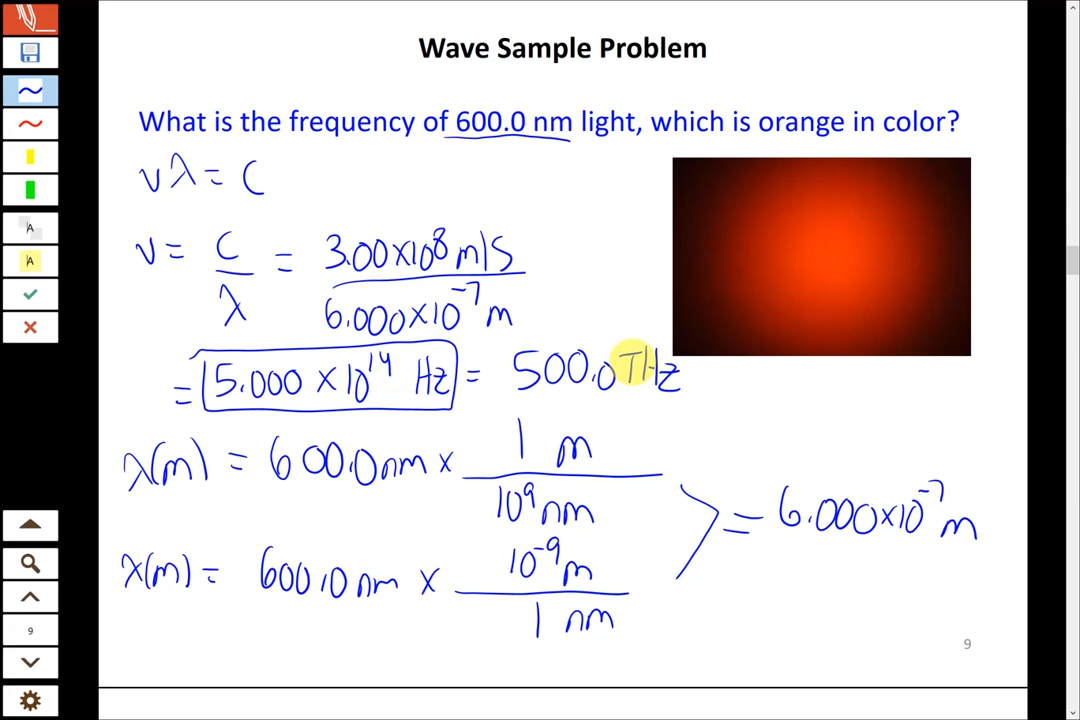 Wave Sample Problem
What is the frequency of 600.0 nm light, which is orange in color?
νλ = C
ν = C/λ = 3.00×10⁸ m/S / 6.000×10⁻⁷ m
= 5.000 ×10¹⁴ Hz = 500.0 THz
λ(m) = 600.0nm × 1 m / 10⁹ nm
= 6.000×10⁻⁷ m
λ(m) = 600.0 nm × 10⁻⁹ m / 1 nm
A
A
9
9